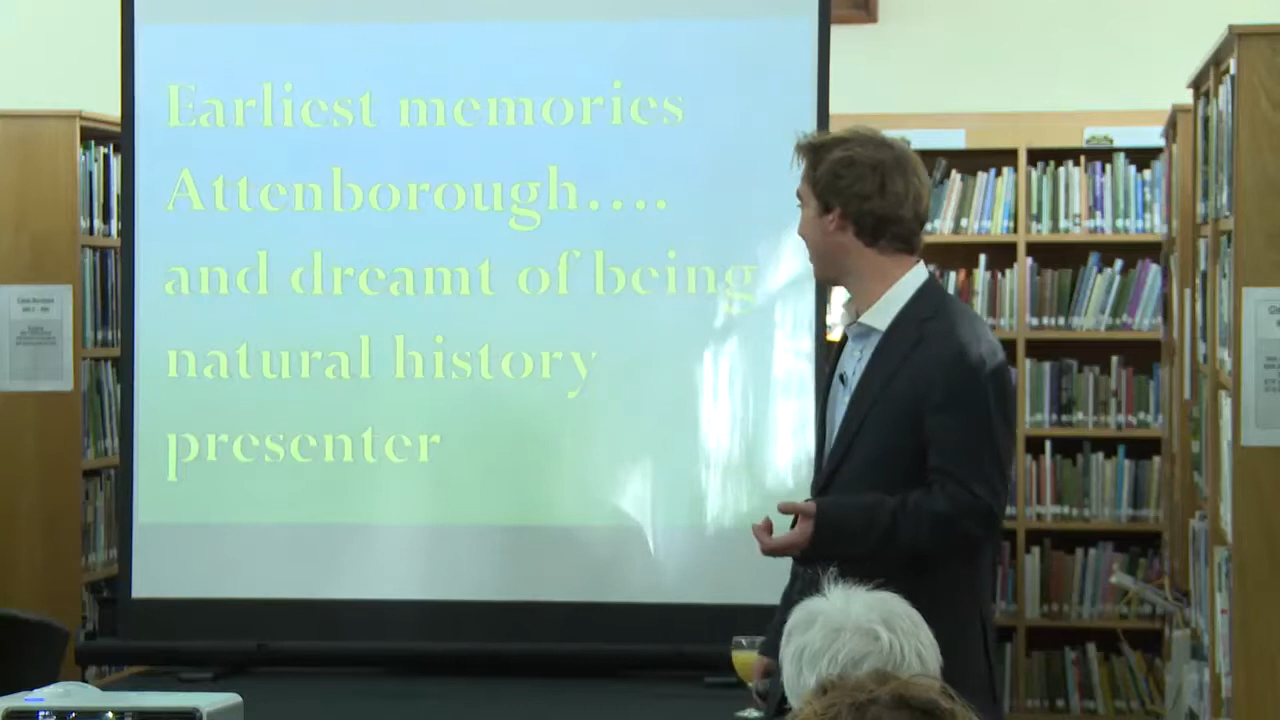 Earliest memories
Attenborough....
and dreamt of being
natural history
presenter